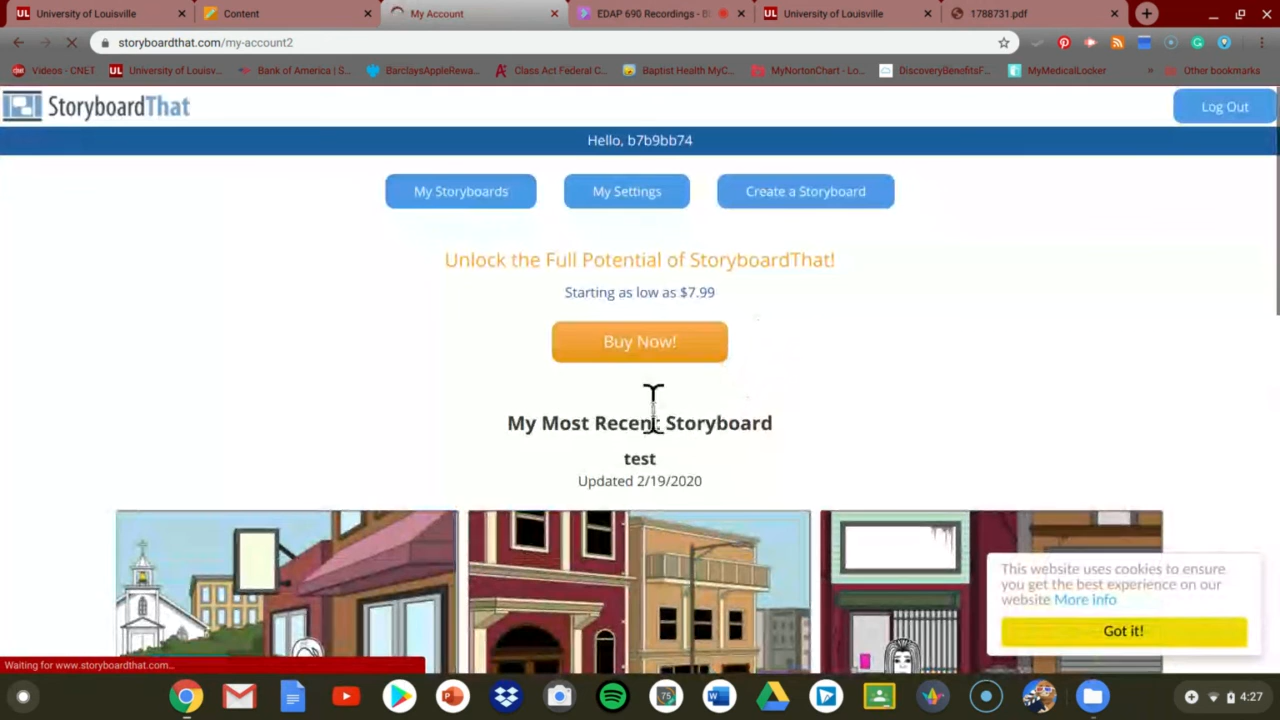 University of Louisville
Content
My Account
EDAP 690 Recordings - B
University of Louisville
1788731.pdf
storyboardthat.com/my-account2
Videos - CNET
University of Louisv...
Bank of America | S...
BarclaysAppleRewa...
Class Act Federal C...
Baptist Health MyC...
MyNortonChart - Lo...
DiscoveryBenefitsF...
MyMedicalLocker
Other bookmarks
StoryboardThat
Log Out
Hello, b7b9bb74
My Storyboards
My Settings
Create a Storyboard
Unlock the Full Potential of StoryboardThat!
Starting as low as $7.99
Buy Now!
My Most Recent Storyboard
test
Updated 2/19/2020
This website uses cookies to ensure
you get the best experience on our
website More info
Got it!
Waiting for www.storyboardthat.com...
4:27